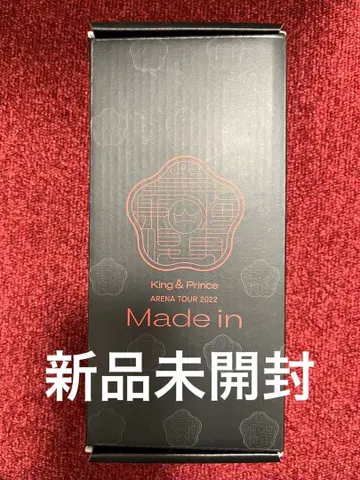 King & Prince
ARENA TOUR 2022
Made in
新品未開封